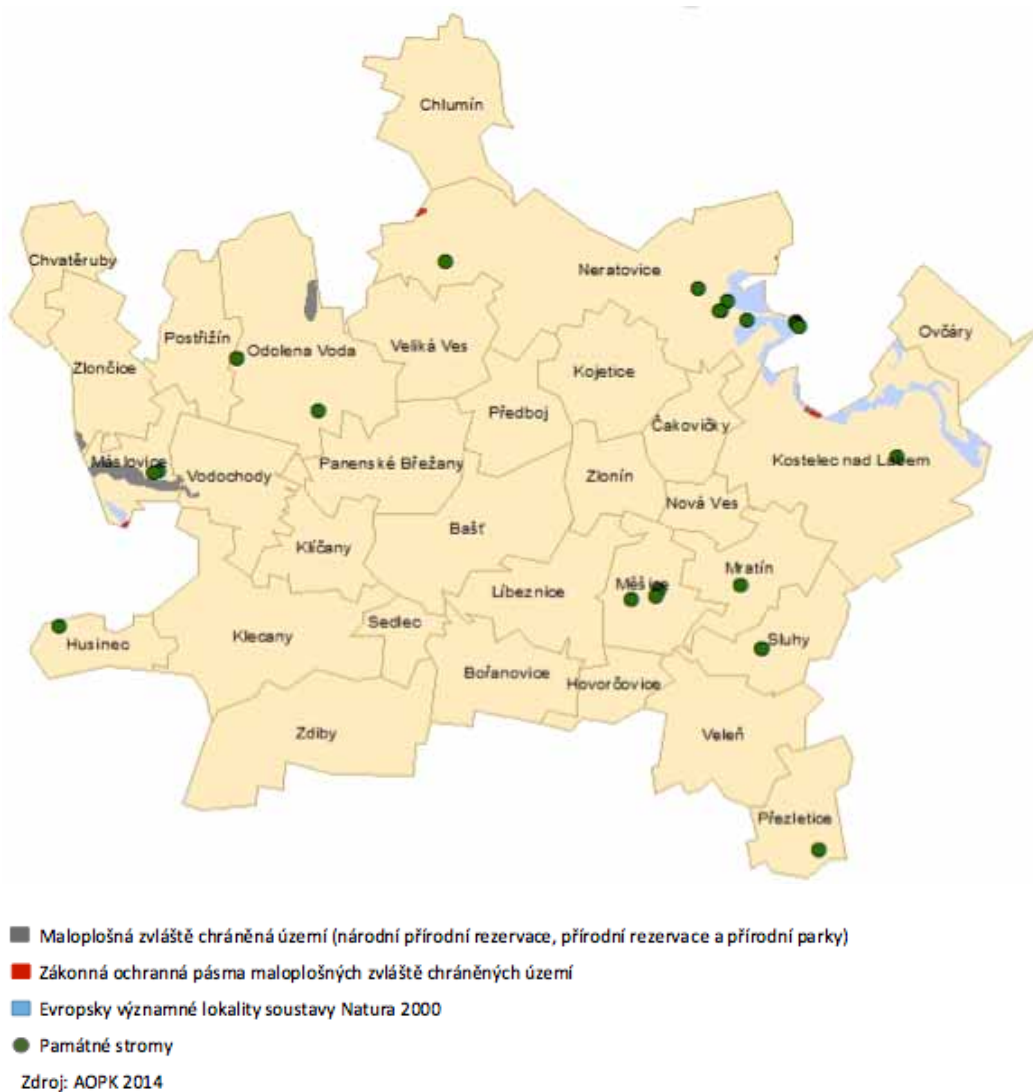 Chlumín
Chvatěruby
Neratovice
Ovčáry
Postřižín
Odolena Voda
Veliká Ves
Zlončice
Kojetice
Předboj
Čakovičky
Máslovice
Vodochody
Panenské Břežany
Zlonín
Kostelec nad Labem
Nová Ves
Klíčany
Bašť
Líbeznice
Měšice
Mratín
Husinec
Klecany
Sedlec
Sluhy
Bořanovice
Hovorčovice
Zdiby
Veleň
Přezletice
Maloplošná zvláště chráněná území (národní přírodní rezervace, přírodní rezervace a přírodní parky)
Zákonná ochranná pásma maloplošných zvláště chráněných území
Evropsky významné lokality soustavy Natura 2000
Památné stromy
Zdroj: AOPK 2014